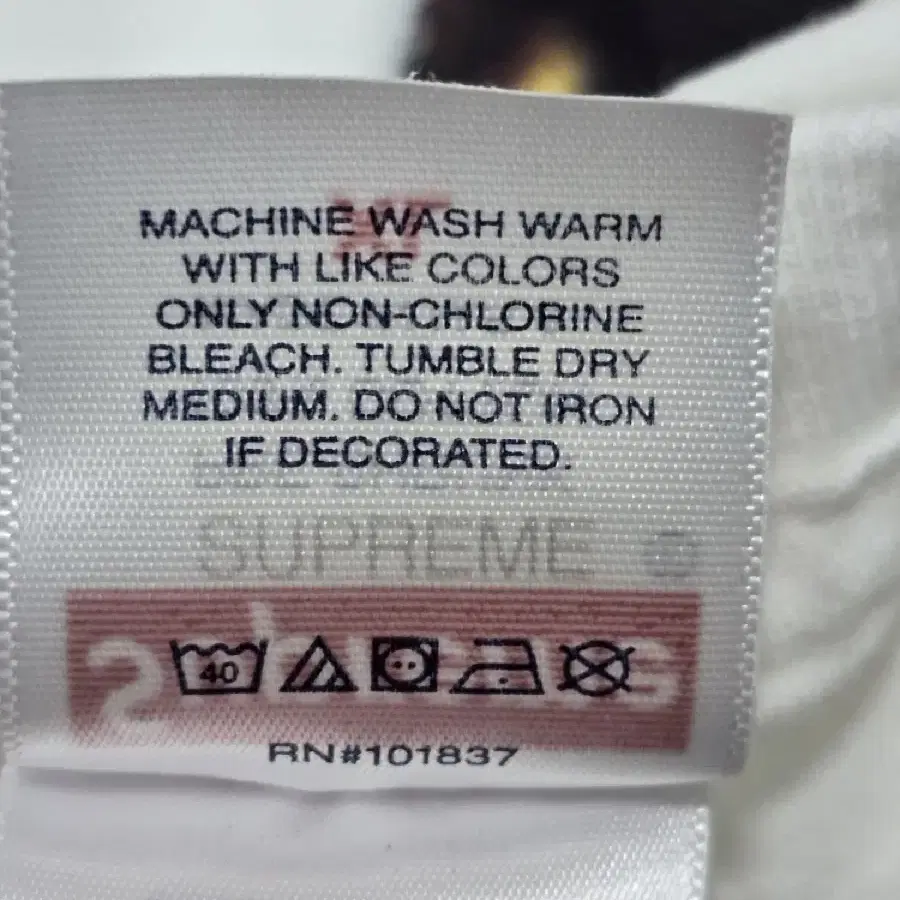 MACHINE WASH WARM
WITH LIKE COLORS
ONLY NON-CHLORINE
BLEACH. TUMBLE DRY
MEDIUM. DO NOT IRON
IF DECORATED.
SUPREME
40
RN#101837